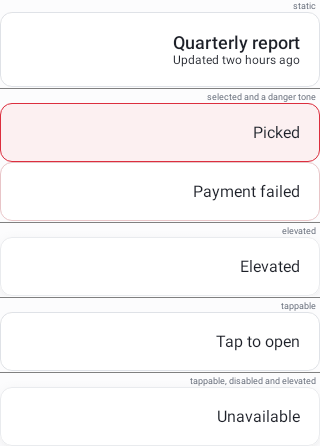 static
Quarterly report
Updated two hours ago
selected and a danger tone
Picked
Payment failed
elevated
Elevated
tappable
Tap to open
tappable, disabled and elevated
Unavailable